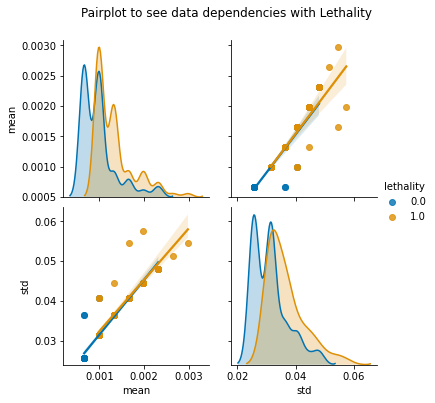 Pairplot to see data dependencies with Lethality
0.0030
0.0025
0.0020
0.0015
0.0010
0.0005
mean
lethality
0.0
1.0
0.06
0.05
0.04
0.03
std
0.001 0.002 0.003
mean
0.02 0.04 0.06
std